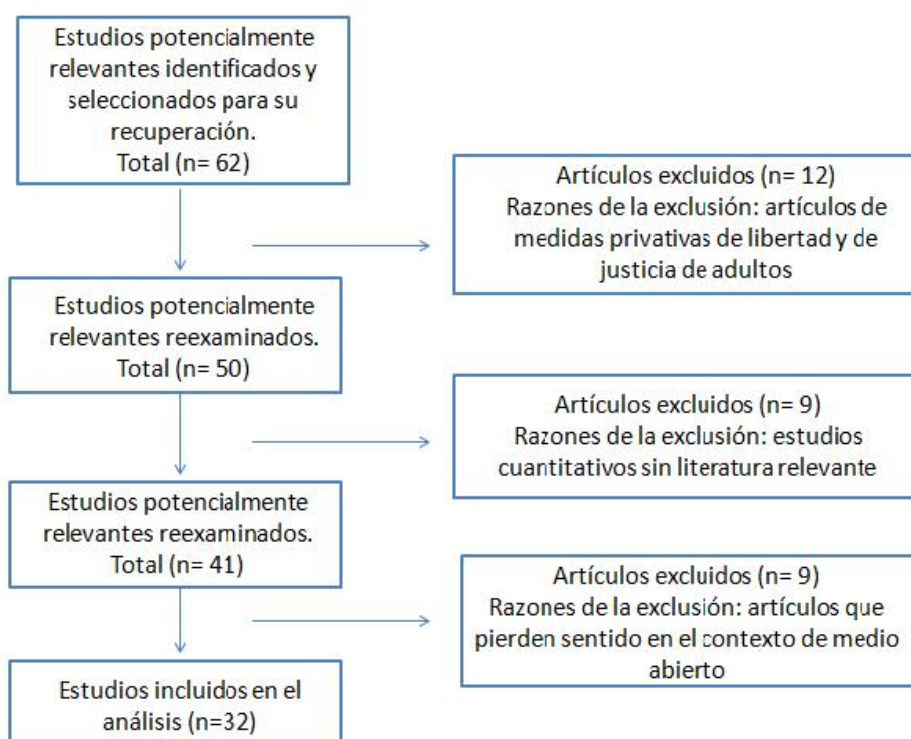 Estudios potencialmente
relevantes identificados y
seleccionados para su
recuperación.
Total (n= 62)
Artículos excluidos (n= 12)
Razones de la exclusión: artículos de
medidas privativas de libertad y de
justicia de adultos
Estudios potencialmente
relevantes reexaminados.
Total (n= 50)
Artículos excluidos (n= 9)
Razones de la exclusión: estudios
cuantitativos sin literatura relevante
Estudios potencialmente
relevantes reexaminados.
Total (n= 41)
Artículos excluidos (n= 9)
Razones de la exclusión: artículos que
pierden sentido en el contexto de medio
abierto
Estudios incluidos en el
análisis (n=32)